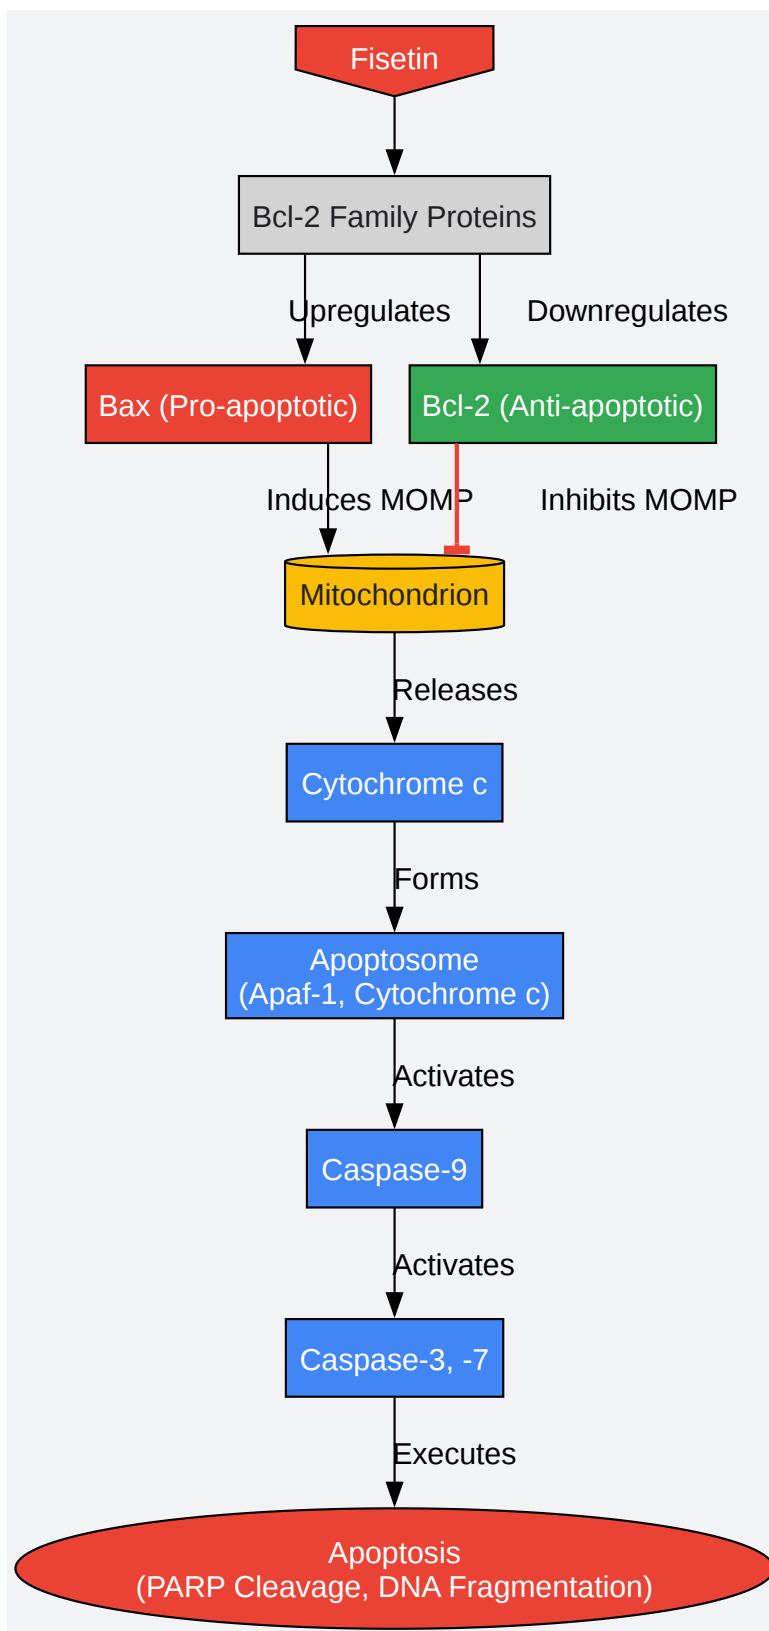 Fisetin
Bcl-2 Family Proteins
Upregulates
Downregulates
Bax (Pro-apoptotic)
Bcl-2 (Anti-apoptotic)
Induces MOMP
Inhibits MOMP
Mitochondrion
Releases
Cytochrome c
Forms
Apoptosome
(Apaf-1, Cytochrome c)
Activates
Caspase-9
Activates
Caspase-3, -7
Executes
Apoptosis
(PARP Cleavage, DNA Fragmentation)